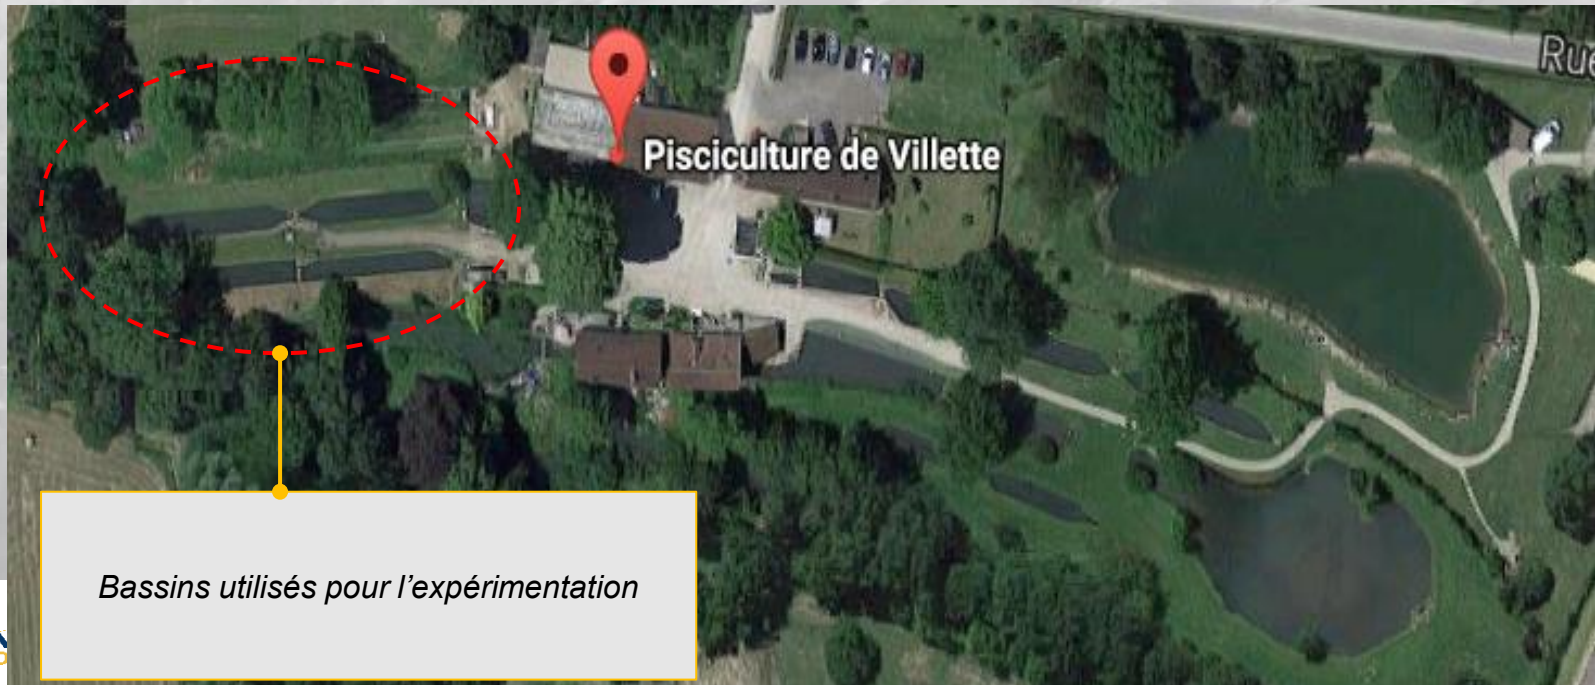 Rue
Pisciculture de Villette
Bassins utilisés pour l’expérimentation